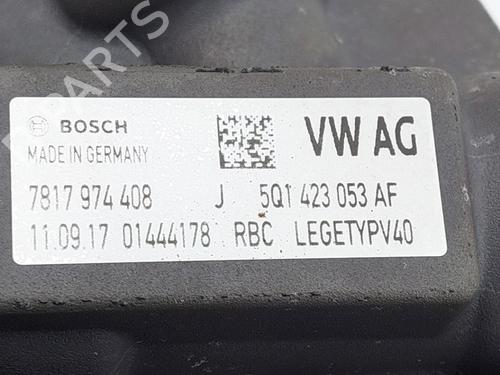 BOSCH
MADE IN GERMANY
VW AG
7817 974 408 J 5Q1 423 053 AF
11.09.17 01444178 RBC LEGETYPV40
PARTS